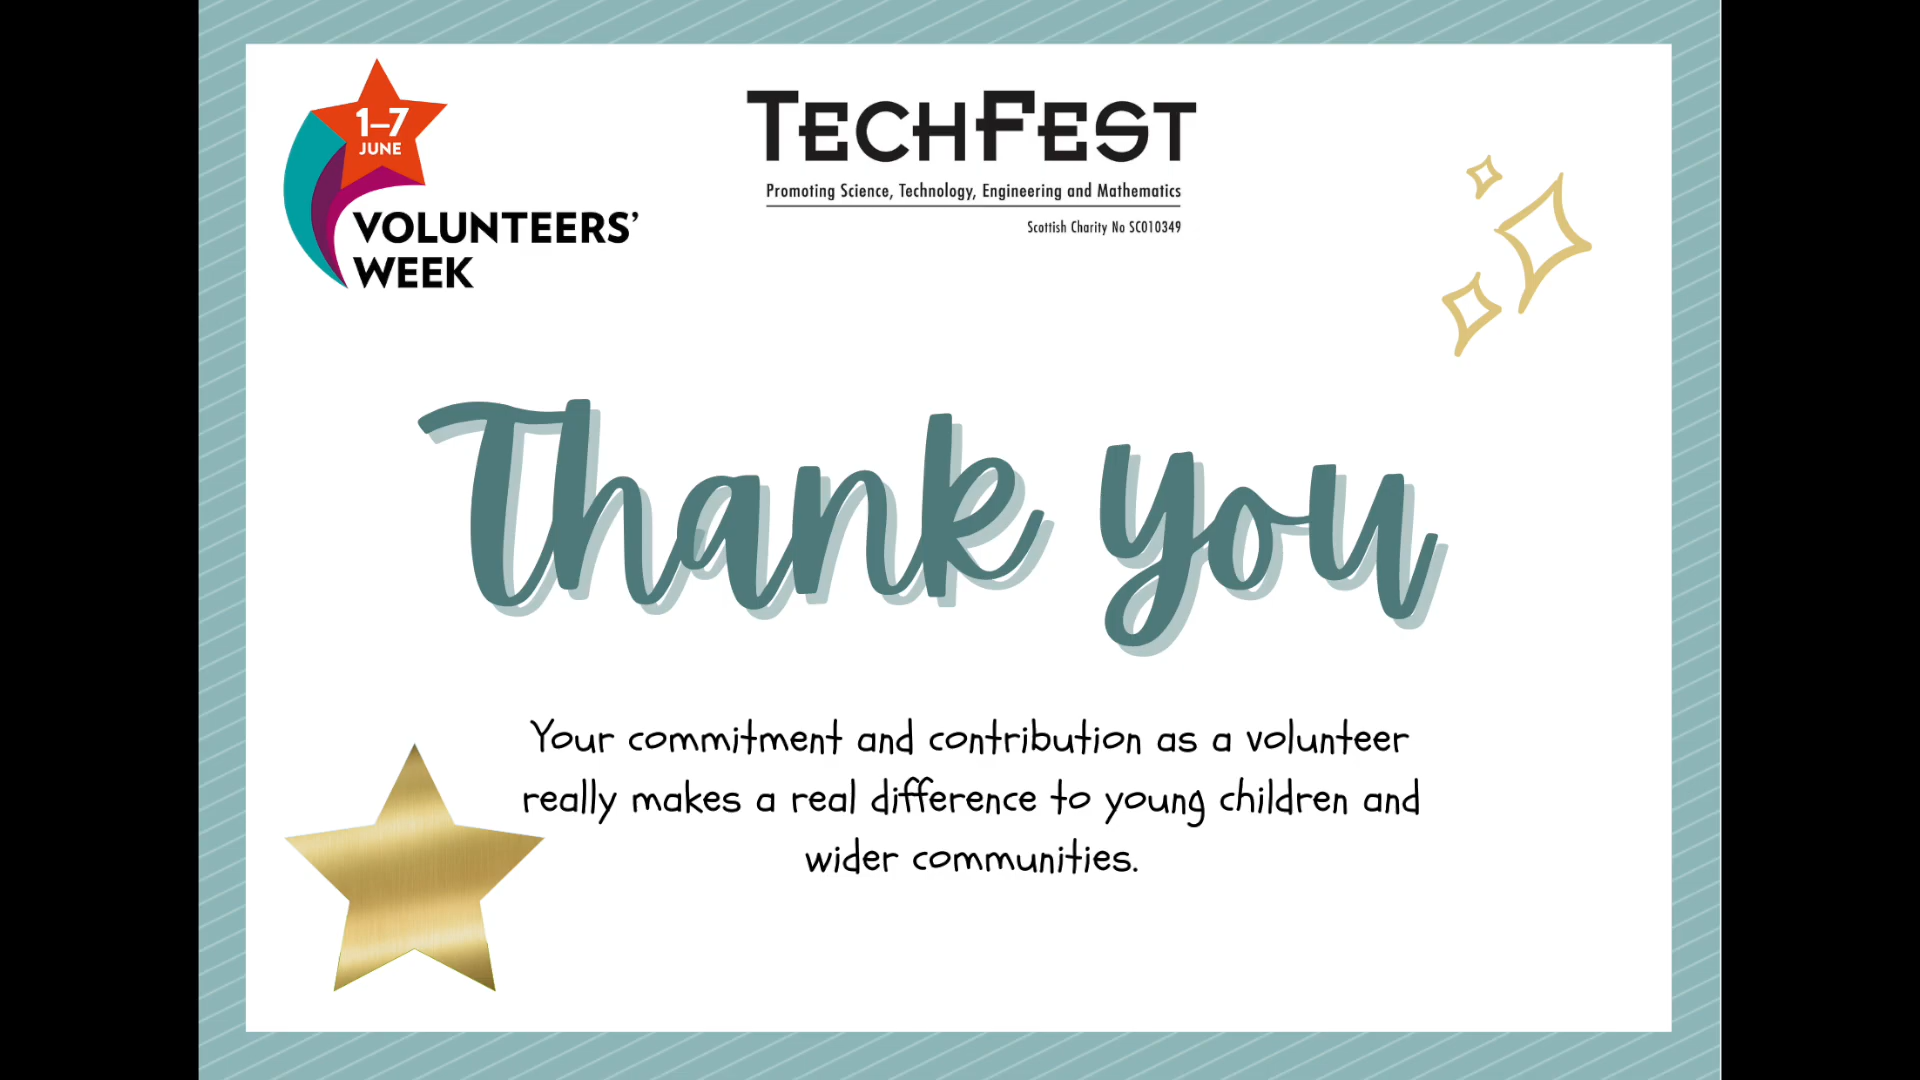 1–7
JUNE
VOLUNTEERS’
WEEK
TECHFEST
Promoting Science, Technology, Engineering and Mathematics
Scottish Charity No SC010349
Thank you
Your commitment and contribution as a volunteer
really makes a real difference to young children and
wider communities.